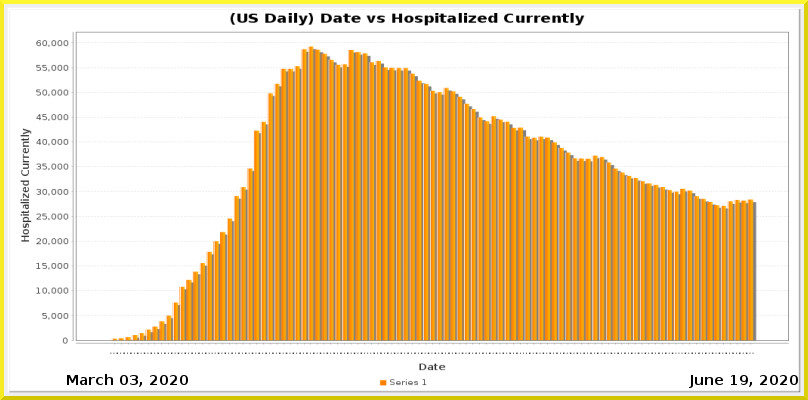 (US Daily) Date vs Hospitalized Currently
60,000
55,000
50,000
45,000
40,000
35,000
30,000
25,000
20,000
15,000
10,000
5,000
0
Hospitalized Currently
Date
March 03, 2020
June 19, 2020
Series 1